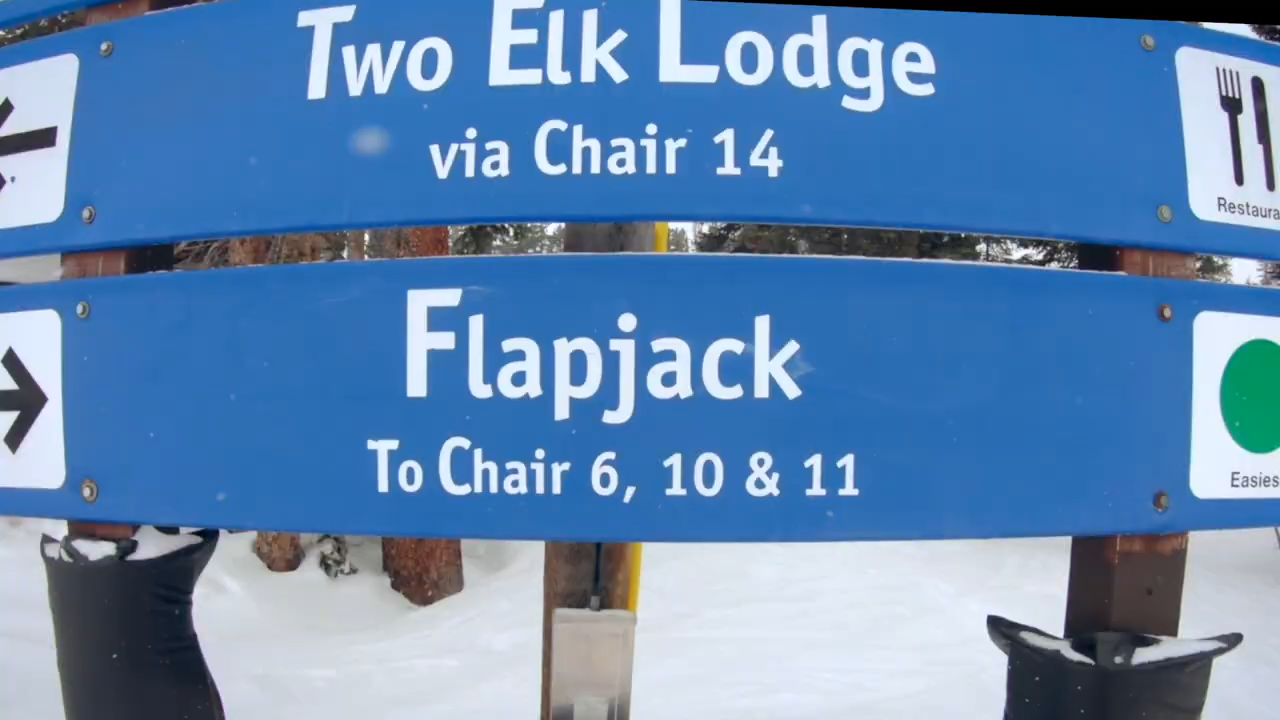 Two Elk Lodge
via Chair 14
Restaura
Flapjack
To Chair 6, 10 & 11
Easies